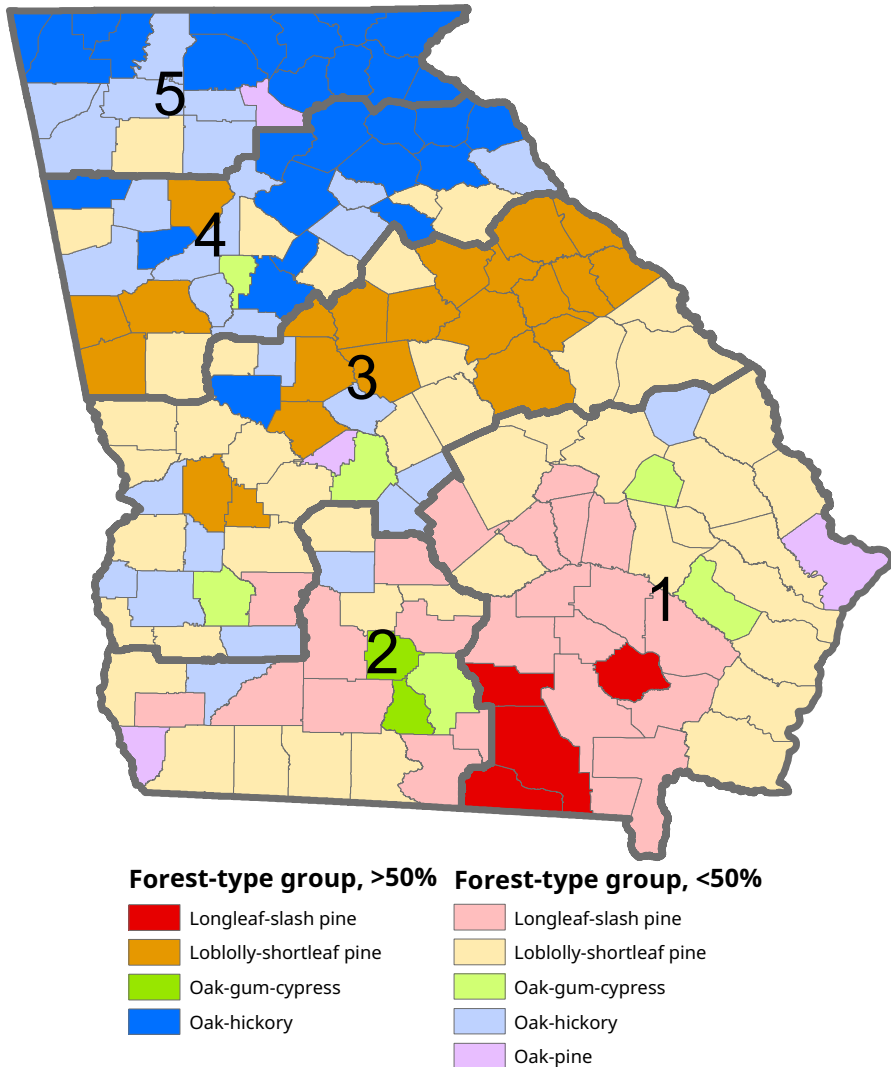 5
4
3
1
2
Forest-type group, >50%
Longleaf-slash pine
Loblolly-shortleaf pine
Oak-gum-cypress
Oak-hickory
Forest-type group, <50%
Longleaf-slash pine
Loblolly-shortleaf pine
Oak-gum-cypress
Oak-hickory
Oak-pine